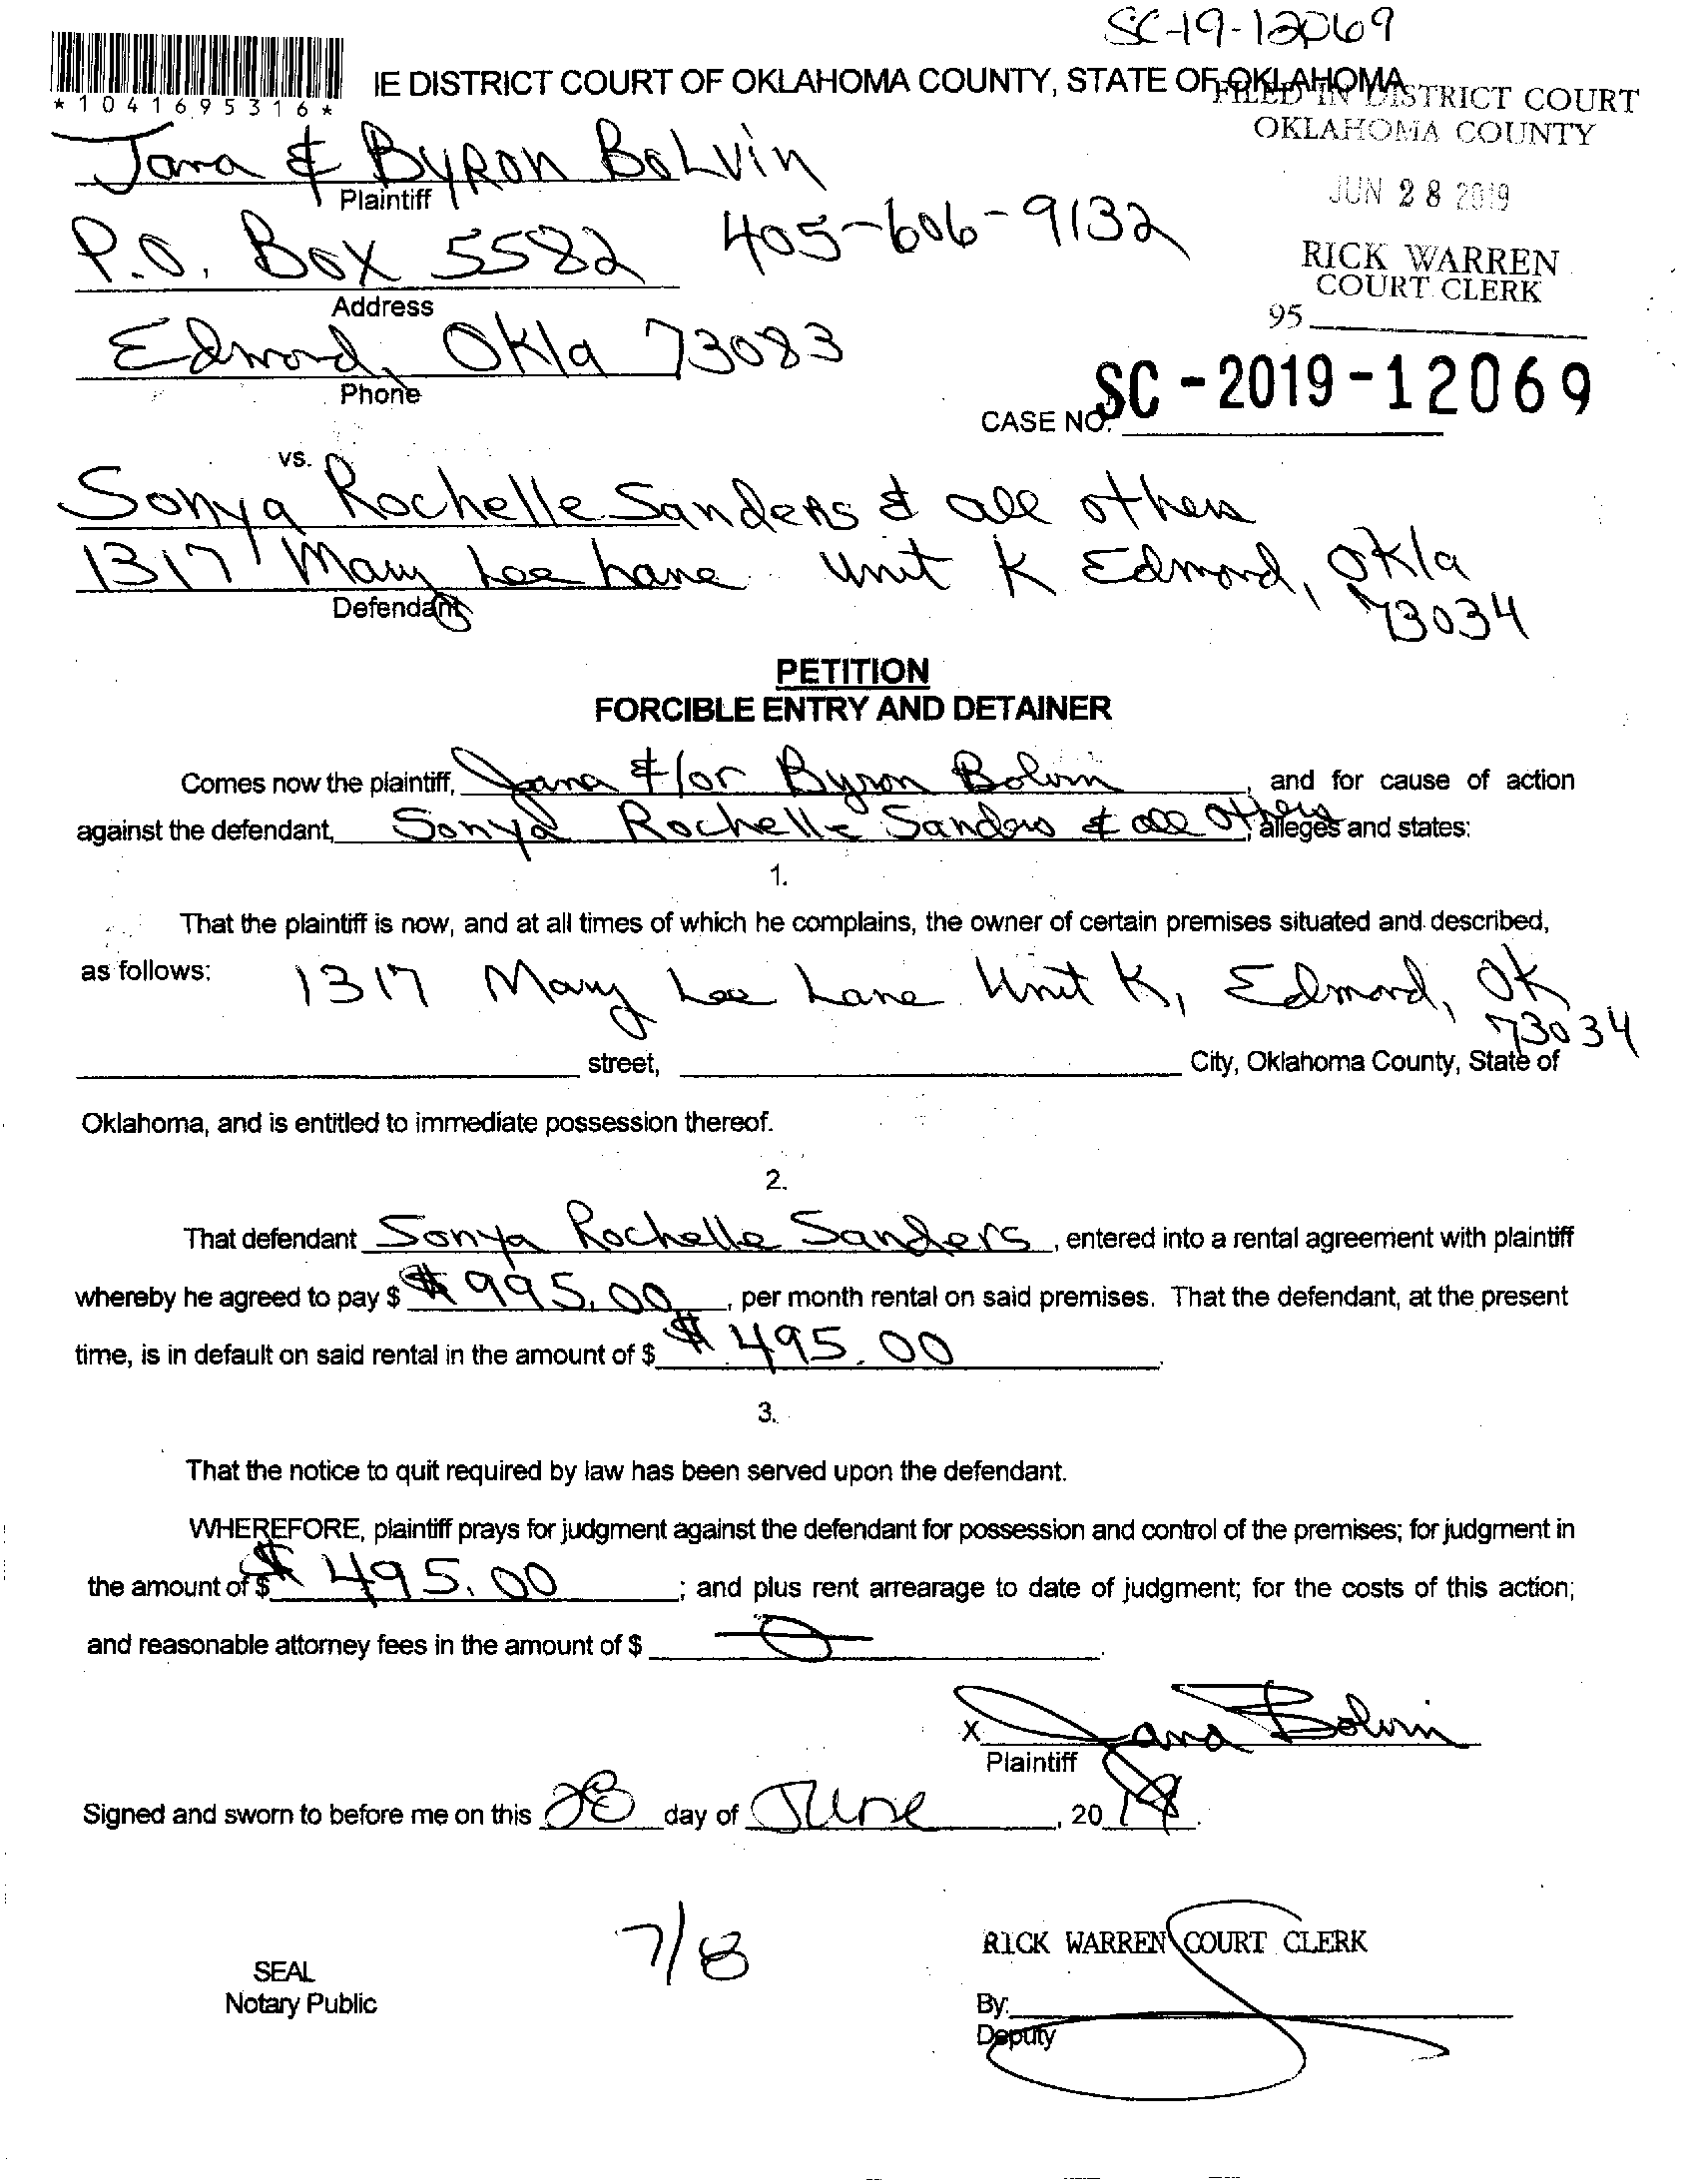 SC-19-12069
IE DISTRICT COURT OF OKLAHOMA COUNTY, STATE OF OKLAHOMA
*1041695316*
FILED IN DISTRICT COURT
OKLAHOMA COUNTY
JUN 28 2019
RICK WARREN
COURT CLERK
95
Jana & Byron Bolvin
Plaintiff
P.O. Box 5582 405-606-9132
Address
Edmond, Okla 73083
Phone
CASE NO. SC-2019-12069
vs.
Sonya Rochelle Sanders & all others
1317 Mary Lee Lane Unit K Edmond, Okla
73034
Defendant
PETITION
FORCIBLE ENTRY AND DETAINER
Comes now the plaintiff, Jana &/or Byron Bolvin, and for cause of action
against the defendant, Sonya Rochelle Sanders & all others, alleges and states:
1.
That the plaintiff is now, and at all times of which he complains, the owner of certain premises situated and described,
as follows: 1317 Mary Lee Lane Unit K, Edmond, OK
73034
street, City, Oklahoma County, State of
Oklahoma, and is entitled to immediate possession thereof.
2.
That defendant Sonya Rochelle Sanders, entered into a rental agreement with plaintiff
whereby he agreed to pay $ $995.00, per month rental on said premises. That the defendant, at the present
time, is in default on said rental in the amount of $ $495.00.
3.
That the notice to quit required by law has been served upon the defendant.
WHEREFORE, plaintiff prays for judgment against the defendant for possession and control of the premises; for judgment in
the amount of $ $495.00; and plus rent arrearage to date of judgment; for the costs of this action;
and reasonable attorney fees in the amount of $ 0.
X Jana Bolvin
Plaintiff
Signed and sworn to before me on this 28 day of June, 2019.
7/8
RICK WARREN COURT CLERK
SEAL
Notary Public
By:
Deputy